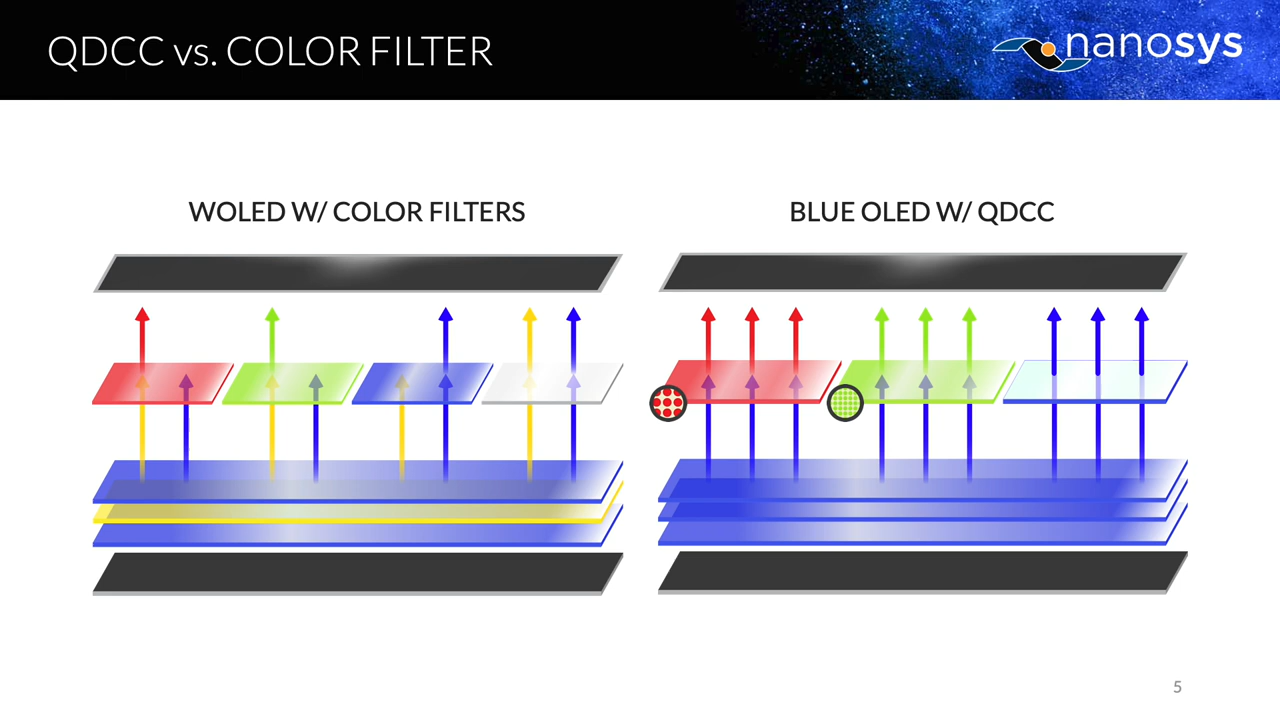 QDCC vs. COLOR FILTER
nanosys
WOLED W/ COLOR FILTERS
BLUE OLED W/ QDCC
5